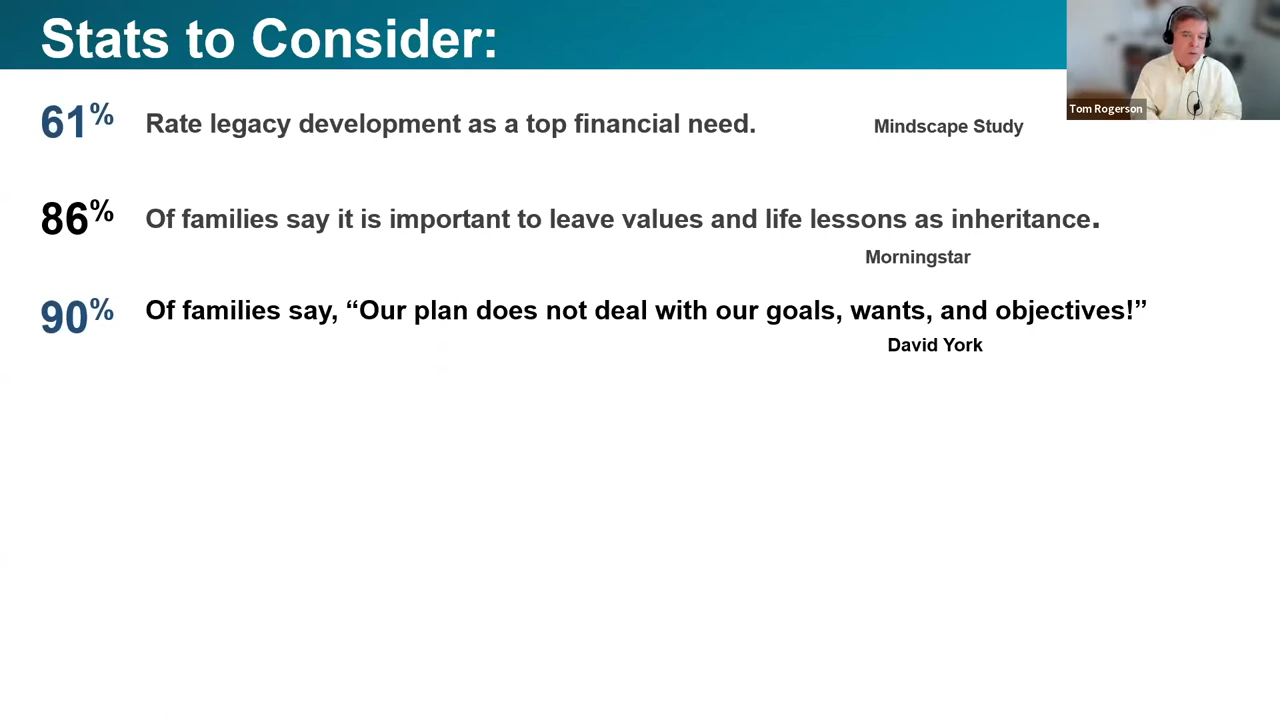 Stats to Consider:
Tom Rogerson
61% Rate legacy development as a top financial need. Mindscape Study
86% Of families say it is important to leave values and life lessons as inheritance.
Morningstar
90% Of families say, “Our plan does not deal with our goals, wants, and objectives!”
David York